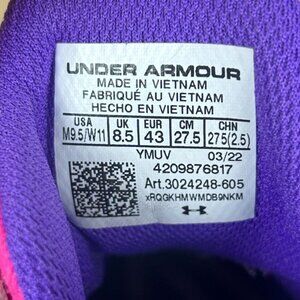 UNDER ARMOUR
MADE IN VIETNAM
FABRIQUÉ AU VIETNAM
HECHO EN VIETNAM
USA UK EUR CM CHN
M9.5/W11 8.5 43 27.5 275(2.5)
YMUV 03/22
4209876817
Art.3024248-605
xRQGKHMWMDB9NKM